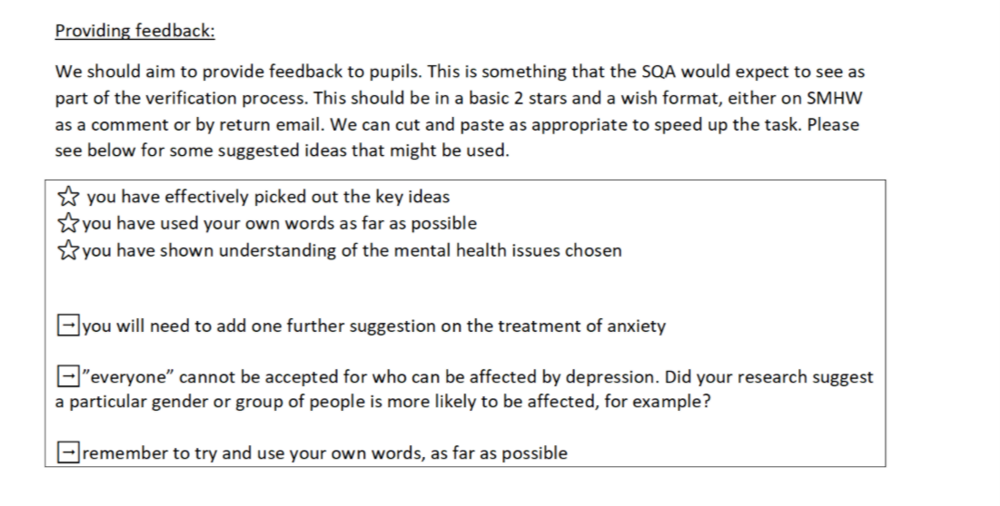 Providing feedback:
We should aim to provide feedback to pupils. This is something that the SQA would expect to see as
part of the verification process. This should be in a basic 2 stars and a wish format, either on SMHW
as a comment or by return email. We can cut and paste as appropriate to speed up the task. Please
see below for some suggested ideas that might be used.
☆ you have effectively picked out the key ideas
☆you have used your own words as far as possible
☆you have shown understanding of the mental health issues chosen
→you will need to add one further suggestion on the treatment of anxiety
→”everyone” cannot be accepted for who can be affected by depression. Did your research suggest
a particular gender or group of people is more likely to be affected, for example?
→remember to try and use your own words, as far as possible